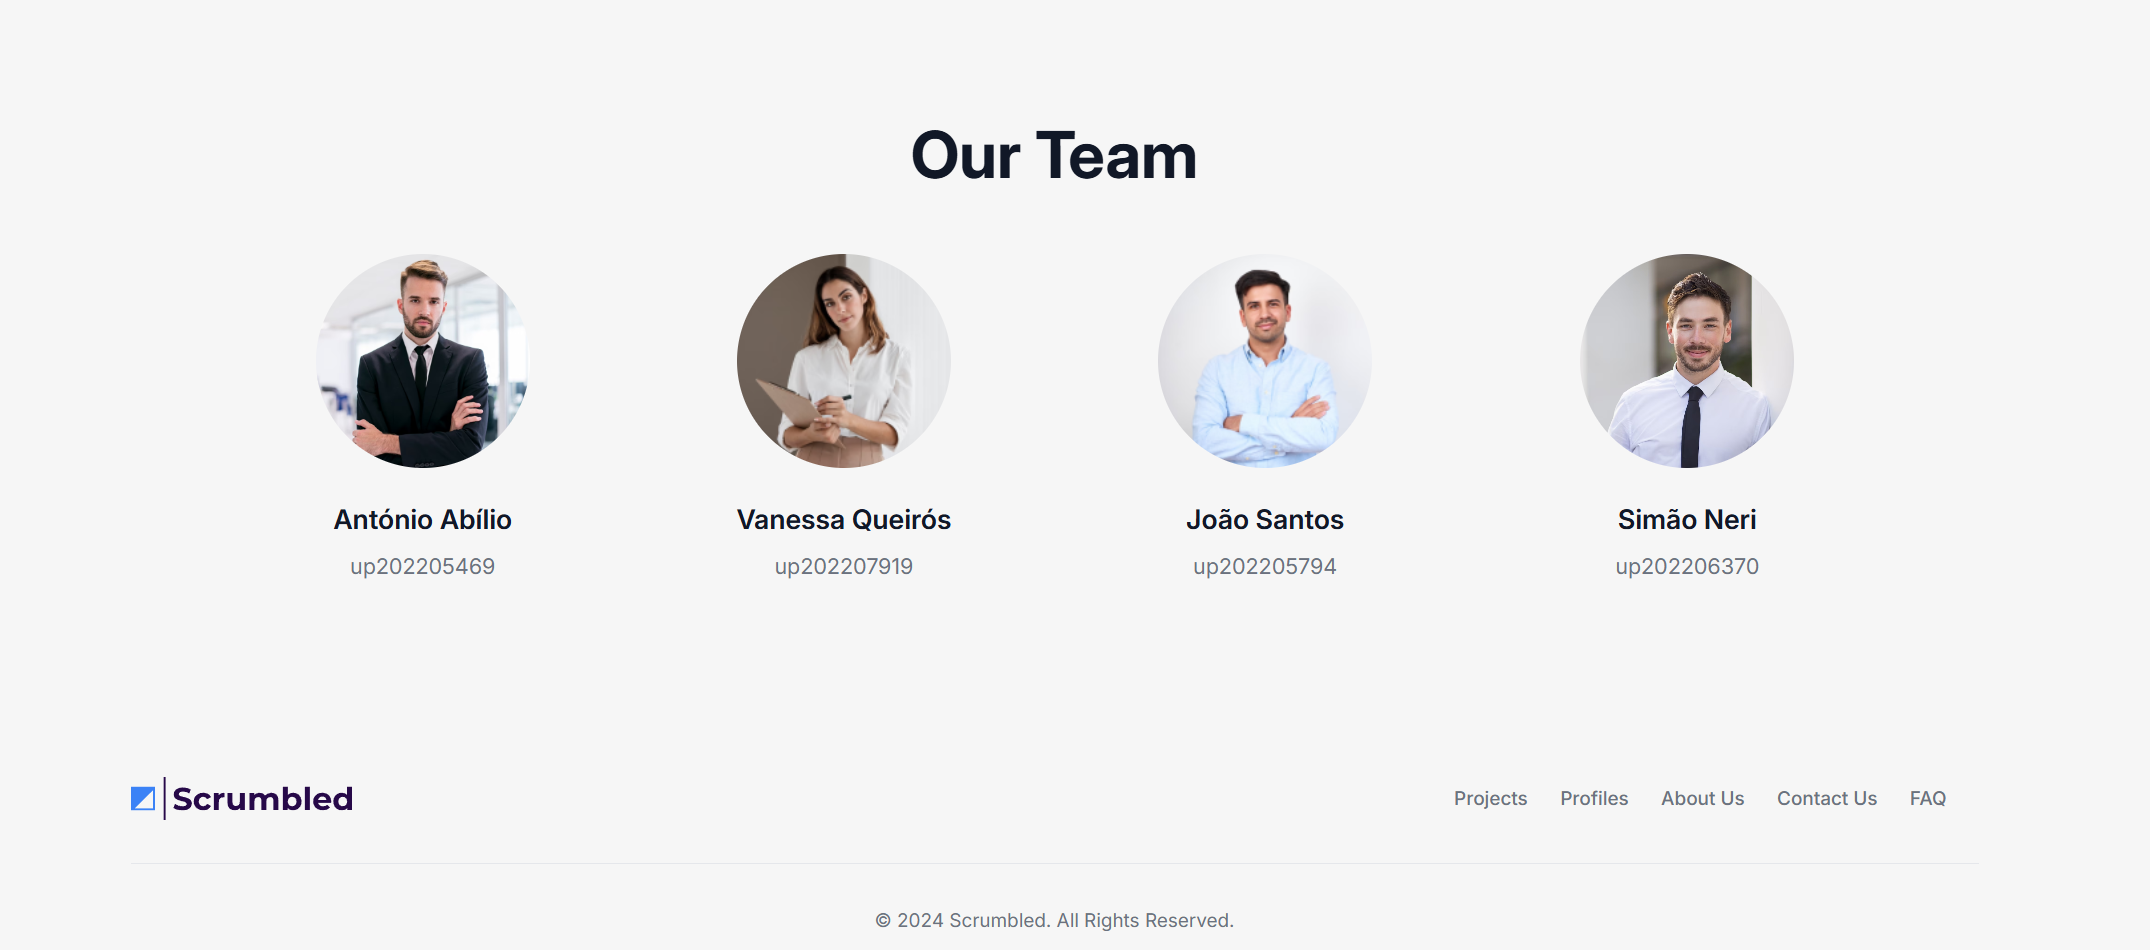 Our Team
António Abílio
Vanessa Queirós
João Santos
Simão Neri
up202205469
up202207919
up202205794
up202206370
Scrumbled
Projects
Profiles
About Us
Contact Us
FAQ
© 2024 Scrumbled. All Rights Reserved.